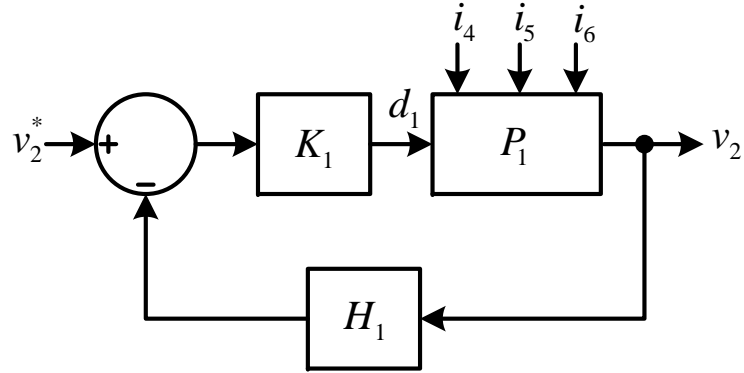 i₄ i₅ i₆
v₂* + K₁ d₁ P₁ v₂
−
H₁